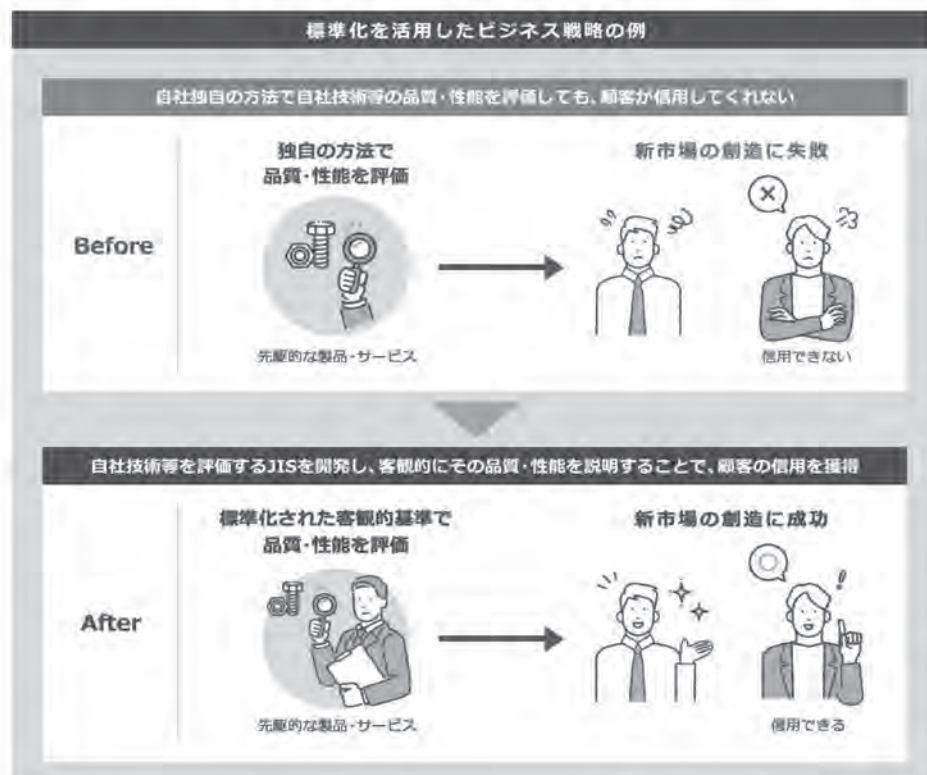 標準化を活用したビジネス戦略の例
自社独自の方法で自社技術等の品質・性能を評価しても、顧客が信用してくれない
Before
独自の方法で
品質・性能を評価
先駆的な製品・サービス
新市場の創造に失敗
信用できない
自社技術等を評価するJISを開発し、客観的にその品質・性能を説明することで、顧客の信用を獲得
After
標準化された客観的基準で
品質・性能を評価
先駆的な製品・サービス
新市場の創造に成功
信用できる